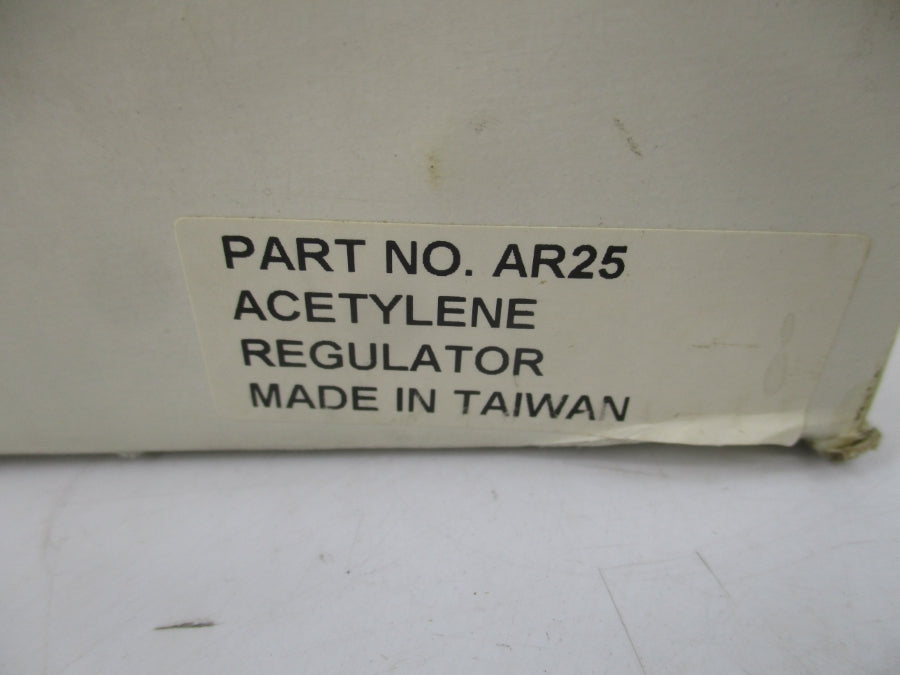 PART NO. AR25
ACETYLENE
REGULATOR
MADE IN TAIWAN